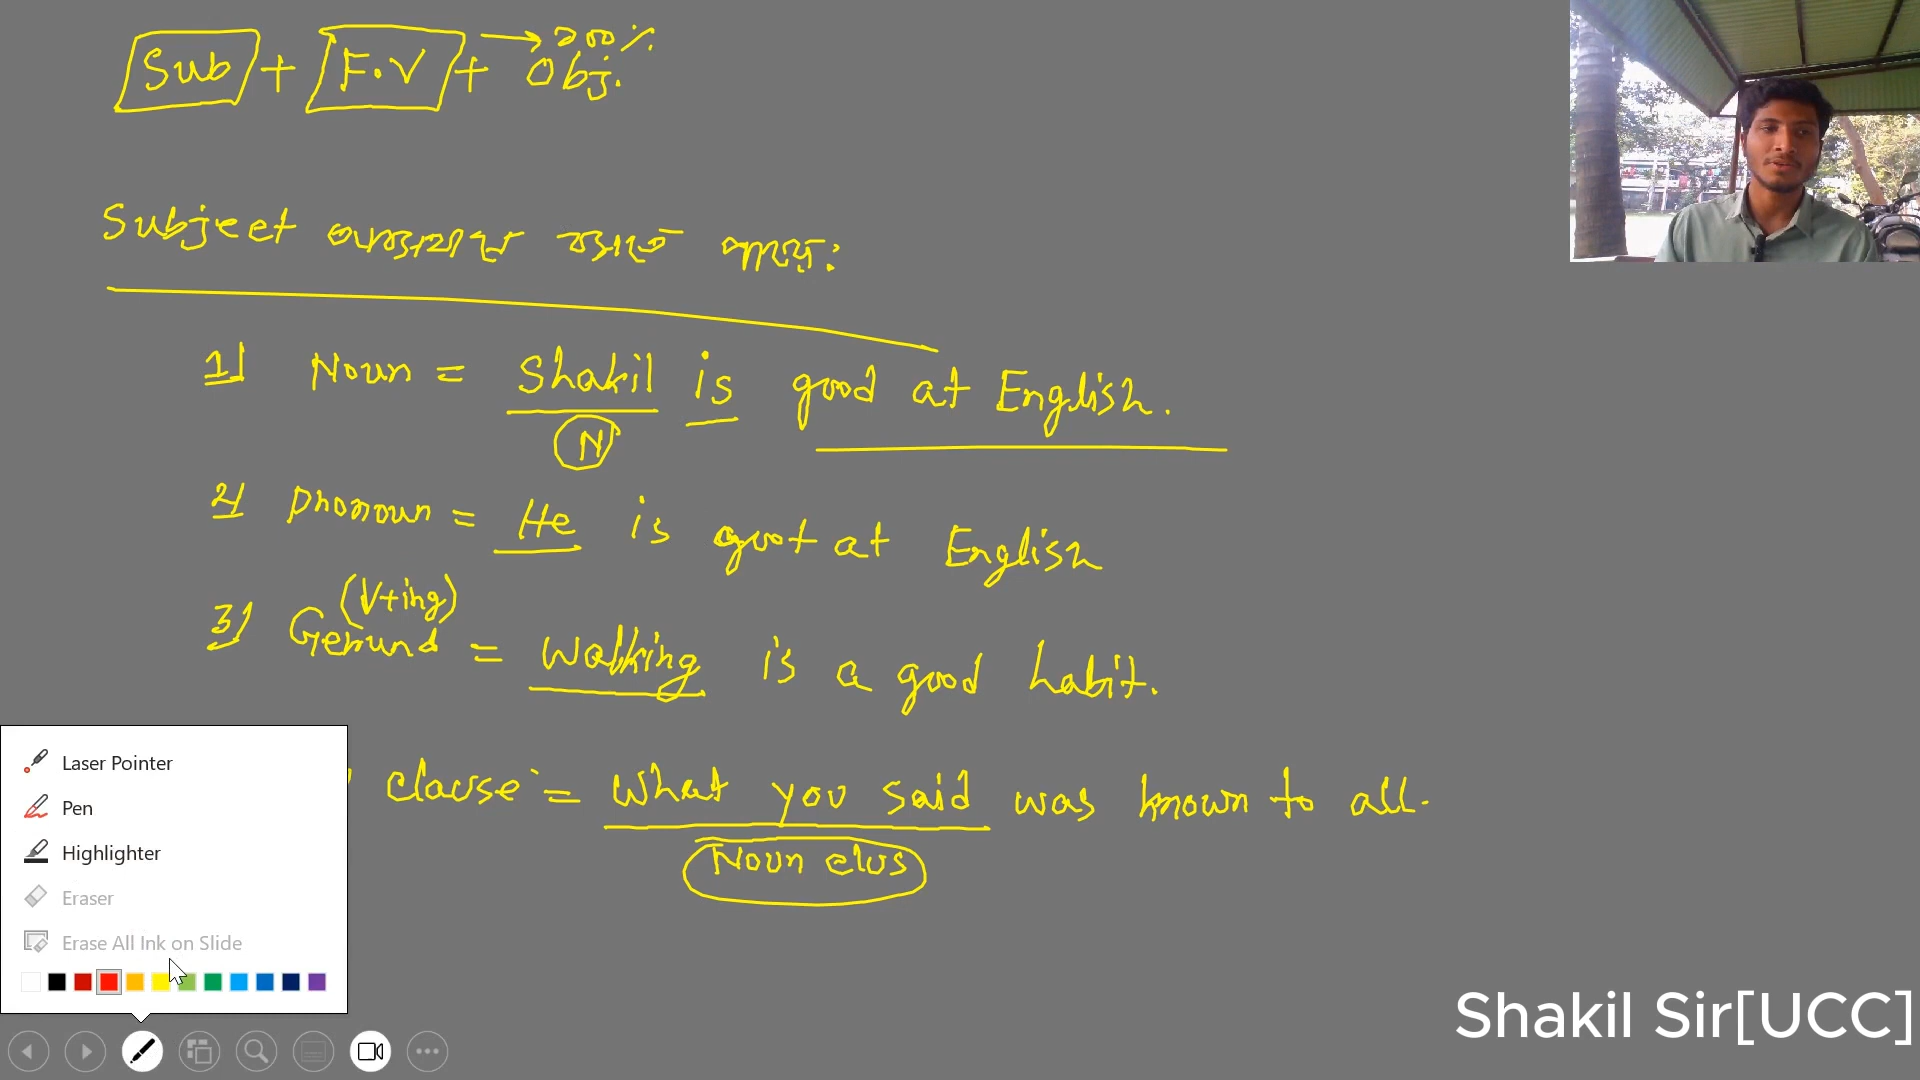 Sub + F.V + → ১০০%
Obj.
Subject
1) Noun = Shakil is good at English.
N
2) Pronoun = He is goot at English
(V+ing)
3) Gerund = Walking is a good habit.
clause = What you said was known to all.
Noun clus
Laser Pointer
Pen
Highlighter
Eraser
Erase All Ink on Slide
Shakil Sir[UCC]